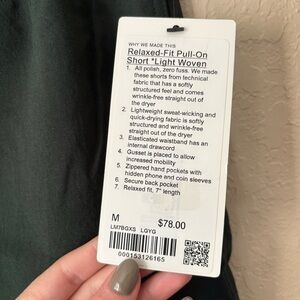 WHY WE MADE THIS
Relaxed-Fit Pull-On
Short *Light Woven
1. All polish, zero fuss. We made
these shorts from technical
fabric that has a softly
structured feel and comes
wrinkle-free straight out of
the dryer
2. Lightweight sweat-wicking and
quick-drying fabric is softly
structured and wrinkle-free
straight out of the dryer
3. Elasticated waistband has an
internal drawcord
4. Gusset is placed to allow
increased mobility
5. Zippered hand pockets with
hidden phone and coin sleeves
6. Secure back pocket
7. Relaxed fit, 7" length
M
$78.00
LM7BGXS LGYG
000153126165